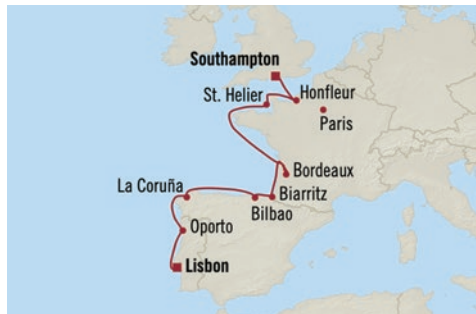 Southampton
St. Helier
Honfleur
Paris
Bordeaux
La Coruña
Biarritz
Bilbao
Oporto
Lisbon